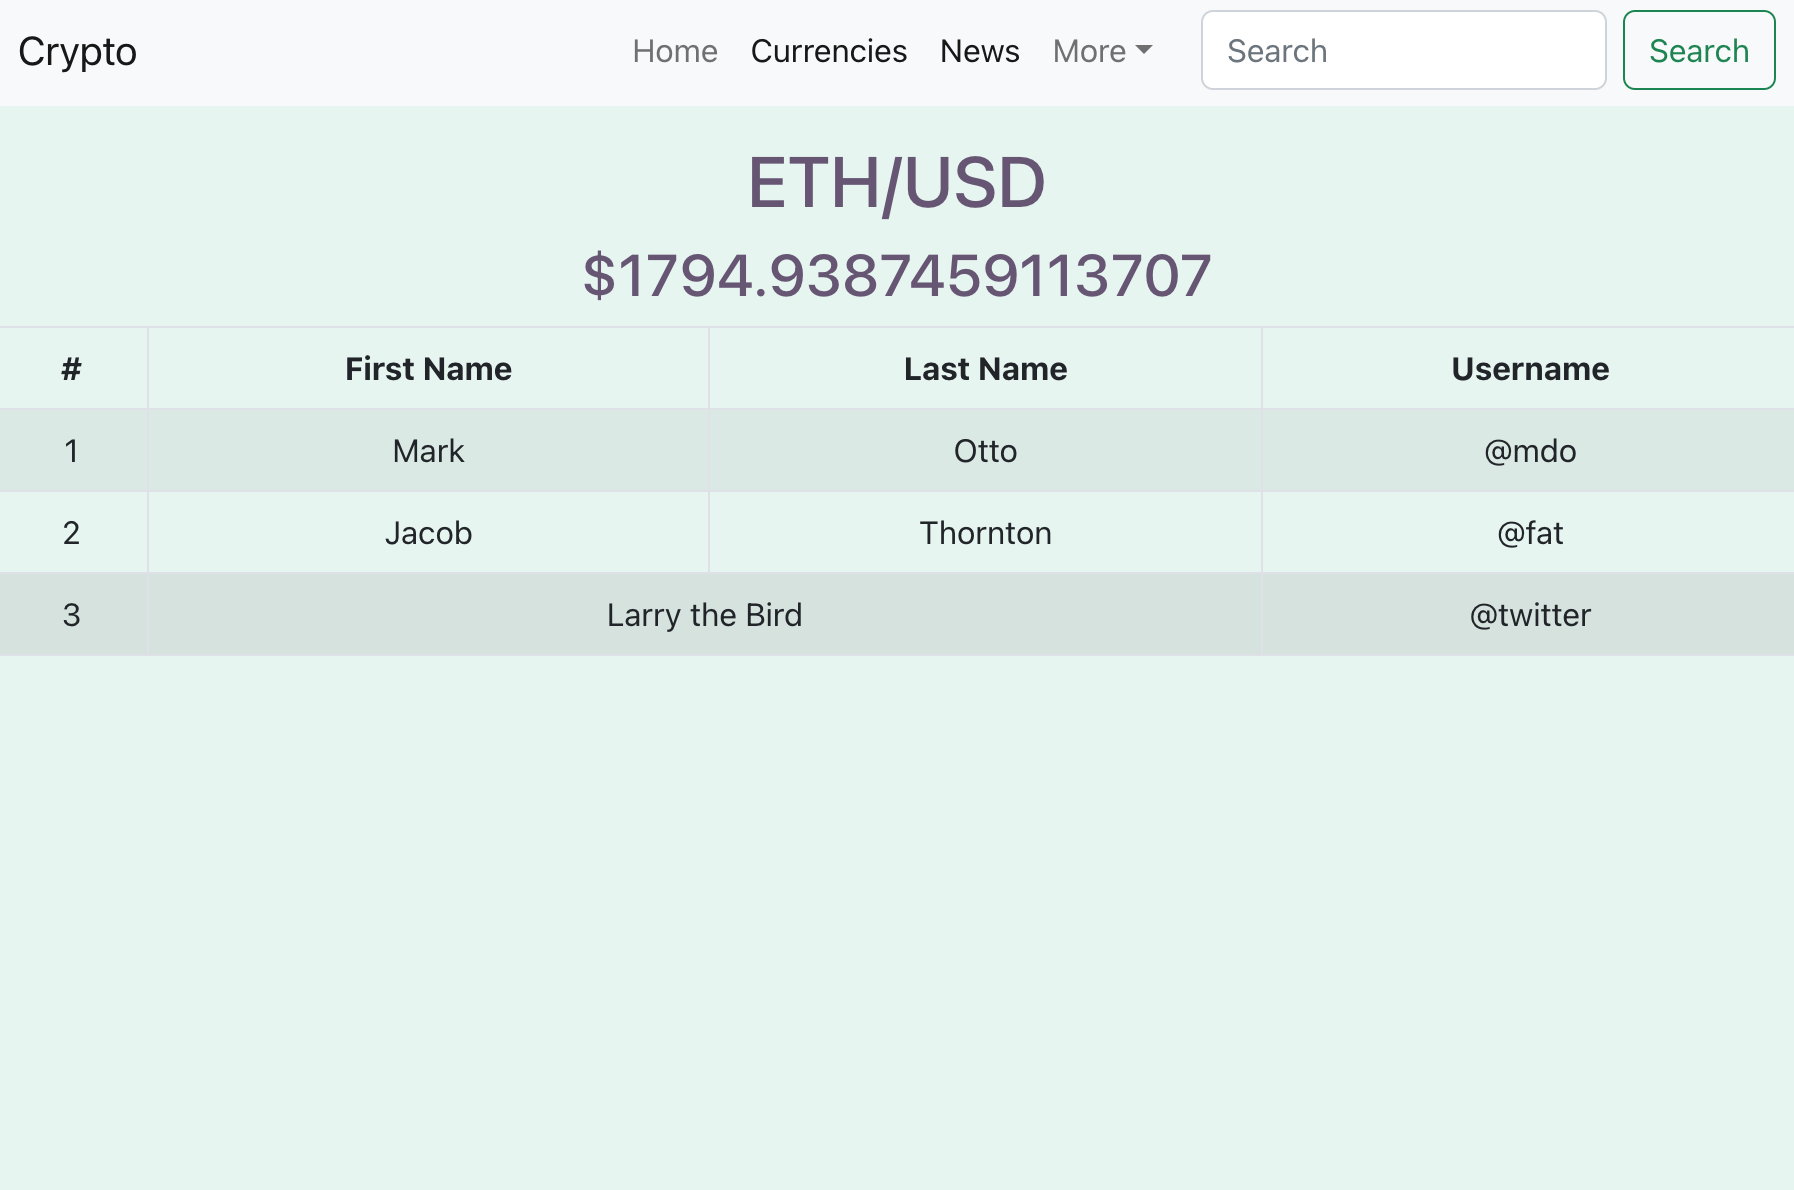 Crypto Home Currencies News More Search Search
ETH/USD
$1794.9387459113707
# First Name Last Name Username
1 Mark Otto @mdo
2 Jacob Thornton @fat
3 Larry the Bird @twitter